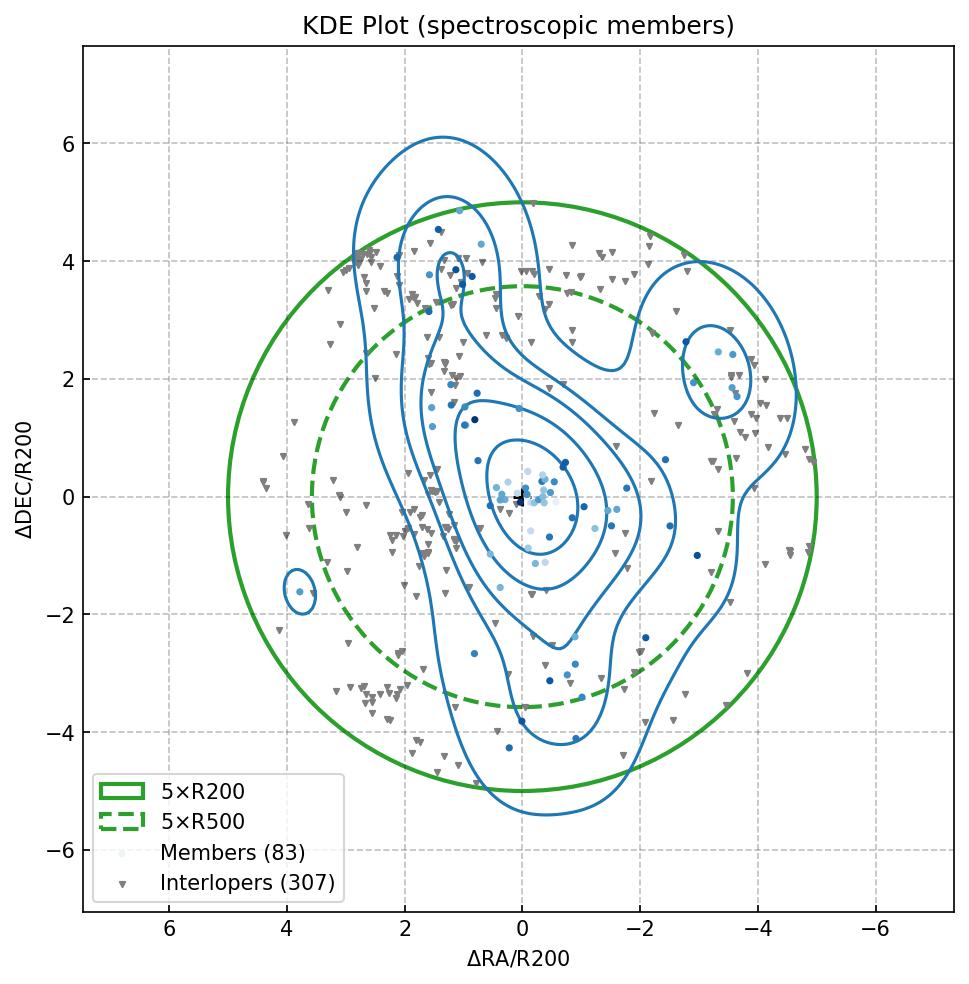 KDE Plot (spectroscopic members)
ΔDEC/R200
6
4
2
0
−2
−4
−6
5×R200
5×R500
Members (83)
Interlopers (307)
6
4
2
0
−2
−4
−6
ΔRA/R200